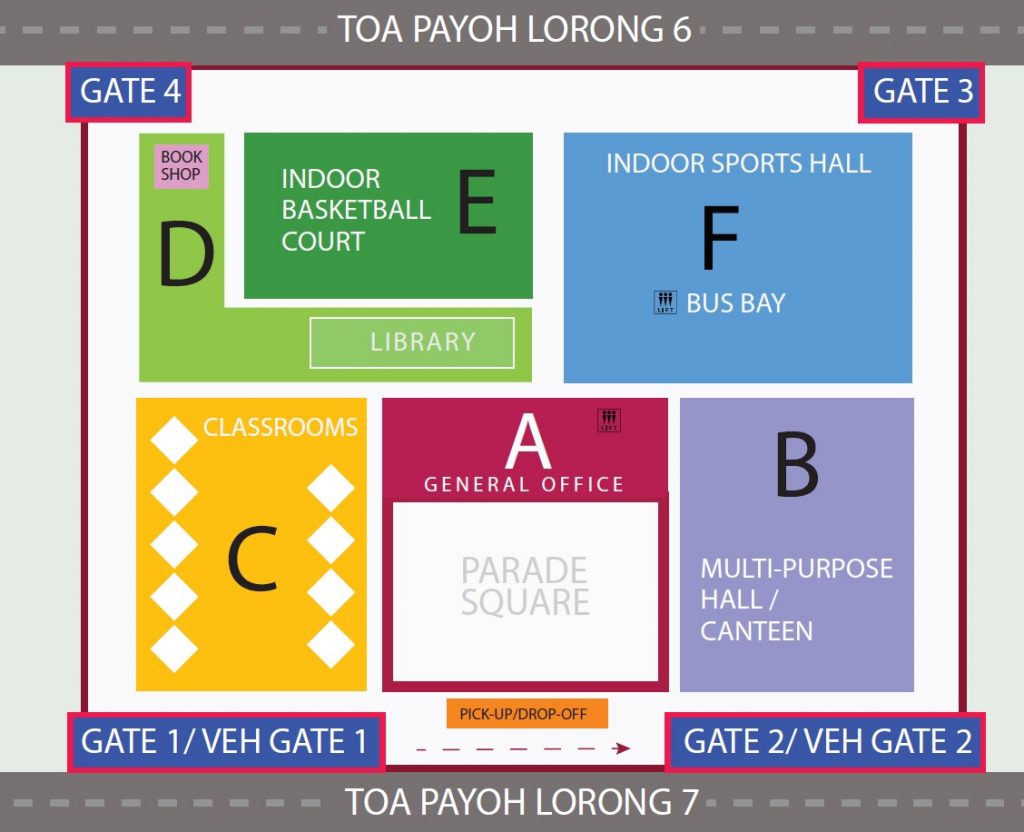 TOA PAYOH LORONG 6
GATE 4
GATE 3
BOOK
SHOP
D
INDOOR
BASKETBALL
COURT
E
INDOOR SPORTS HALL
F
LIFT
BUS BAY
LIBRARY
CLASSROOMS
C
A
LIFT
GENERAL OFFICE
PARADE
SQUARE
B
MULTI-PURPOSE
HALL /
CANTEEN
PICK-UP/DROP-OFF
GATE 1/ VEH GATE 1
GATE 2/ VEH GATE 2
TOA PAYOH LORONG 7